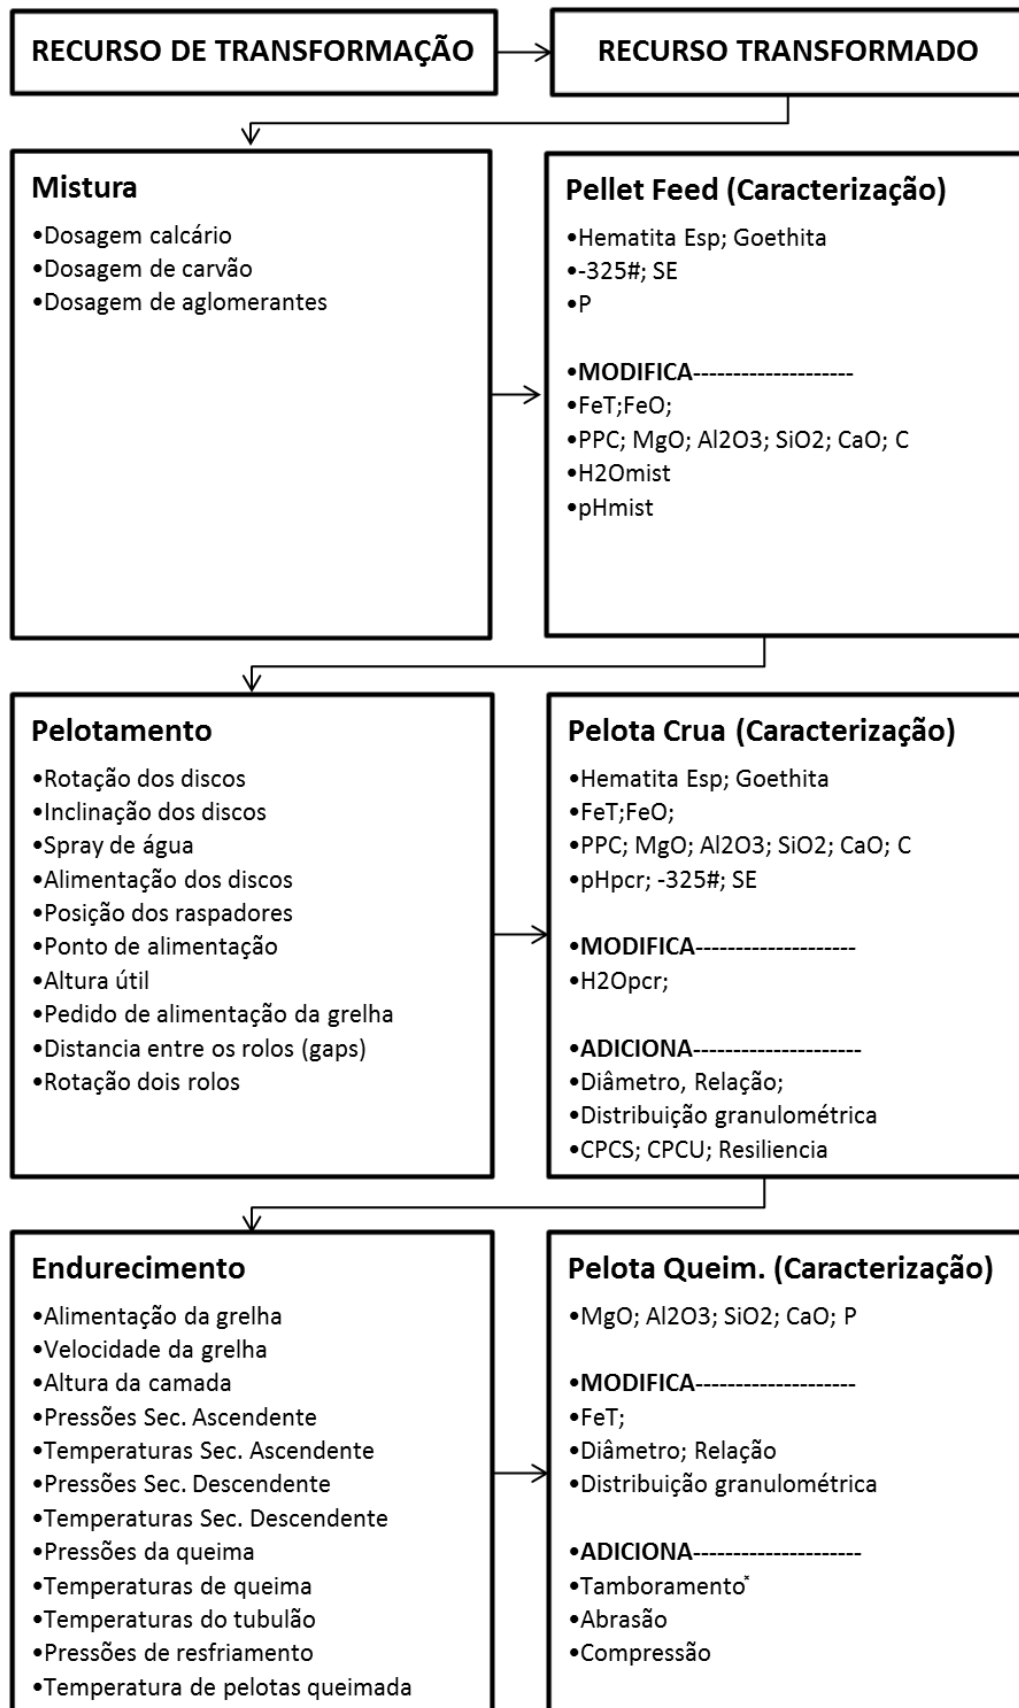 RECURSO DE TRANSFORMAÇÃO
RECURSO TRANSFORMADO
Mistura
•Dosagem calcário
•Dosagem de carvão
•Dosagem de aglomerantes
Pellet Feed (Caracterização)
•Hematita Esp; Goethita
•-325#; SE
•P
•MODIFICA--------------------
•FeT;FeO;
•PPC; MgO; Al2O3; SiO2; CaO; C
•H2Omist
•pHmist
Pelotamento
•Rotação dos discos
•Inclinação dos discos
•Spray de água
•Alimentação dos discos
•Posição dos raspadores
•Ponto de alimentação
•Altura útil
•Pedido de alimentação da grelha
•Distancia entre os rolos (gaps)
•Rotação dois rolos
Pelota Crua (Caracterização)
•Hematita Esp; Goethita
•FeT;FeO;
•PPC; MgO; Al2O3; SiO2; CaO; C
•pHpcr; -325#; SE
•MODIFICA--------------------
•H2Opcr;
•ADICIONA---------------------
•Diâmetro, Relação;
•Distribuição granulométrica
•CPCS; CPCU; Resiliencia
Endurecimento
•Alimentação da grelha
•Velocidade da grelha
•Altura da camada
•Pressões Sec. Ascendente
•Temperaturas Sec. Ascendente
•Pressões Sec. Descendente
•Temperaturas Sec. Descendente
•Pressões da queima
•Temperaturas de queima
•Temperaturas do tubulão
•Pressões de resfriamento
•Temperatura de pelotas queimada
Pelota Queim. (Caracterização)
•MgO; Al2O3; SiO2; CaO; P
•MODIFICA--------------------
•FeT;
•Diâmetro; Relação
•Distribuição granulométrica
•ADICIONA---------------------
•Tamboramento*
•Abrasão
•Compressão